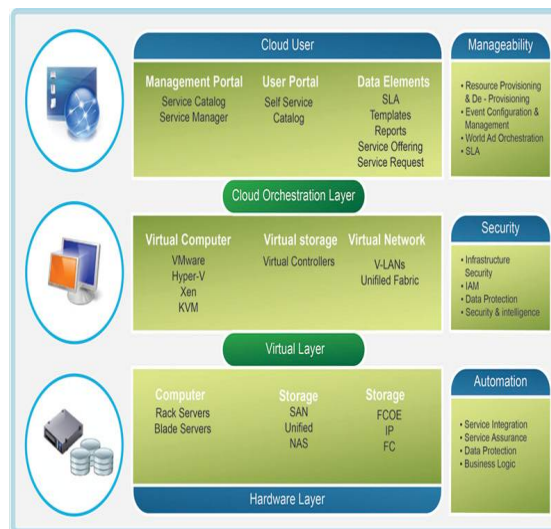 Cloud User
Management Portal
Service Catalog
Service Manager
User Portal
Self Service
Catalog
Data Elements
SLA
Templates
Reports
Service Offering
Service Request
Manageability
• Resource Provisioning
& De - Provisioning
• Event Configuration &
Management
• World Ad Orchestration
• SLA
Cloud Orchestration Layer
Virtual Computer
VMware
Hyper-V
Xen
KVM
Virtual storage
Virtual Controllers
Virtual Network
V-LANs
Unifiled Fabric
Security
• Infrastructure
Security
• IAM
• Data Protection
• Security & intelligence
Virtual Layer
Computer
Rack Servers
Blade Servers
Storage
SAN
Unified
NAS
Storage
FCOE
IP
FC
Automation
• Service Integration
• Service Assurance
• Data Protection
• Business Logic
Hardware Layer